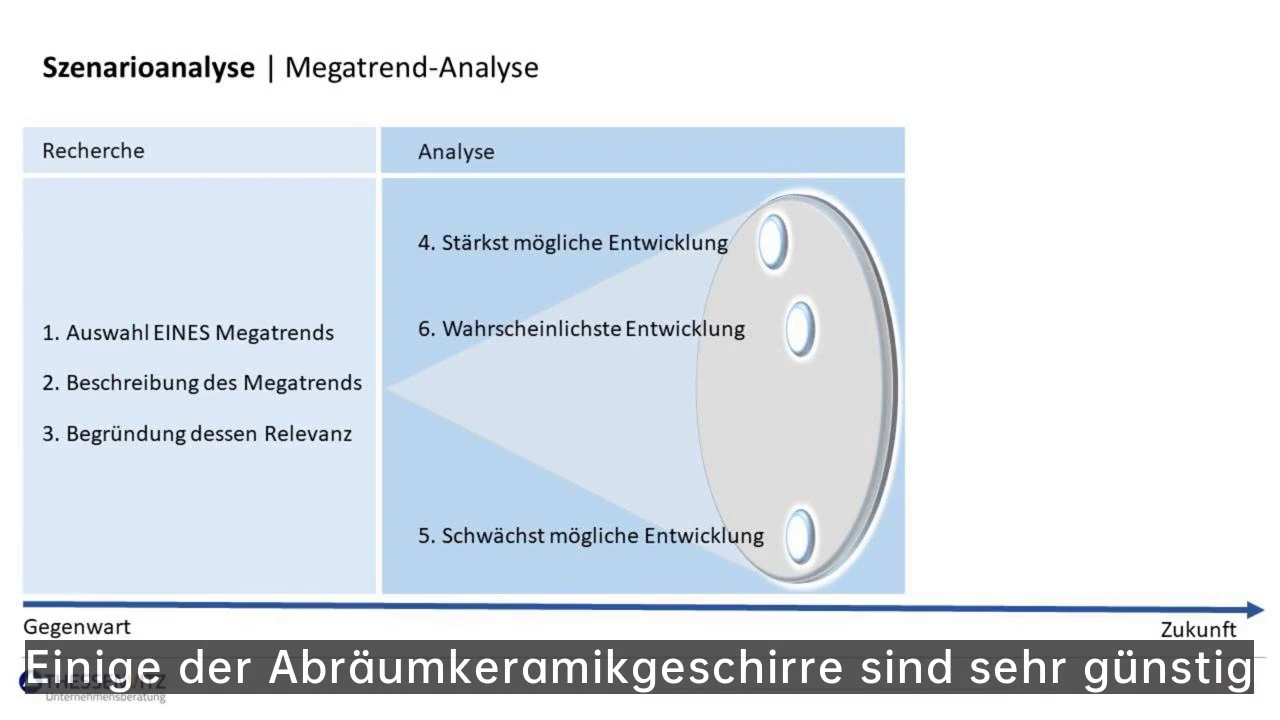 Szenarioanalyse | Megatrend-Analyse
Recherche
Analyse
4. Stärkst mögliche Entwicklung
6. Wahrscheinlichste Entwicklung
1. Auswahl EINES Megatrends
2. Beschreibung des Megatrends
3. Begründung dessen Relevanz
5. Schwächst mögliche Entwicklung
Gegenwart
Zukunft
Einige der Abräumkeramikgeschirre sind sehr günstig
Unternehmensberatung